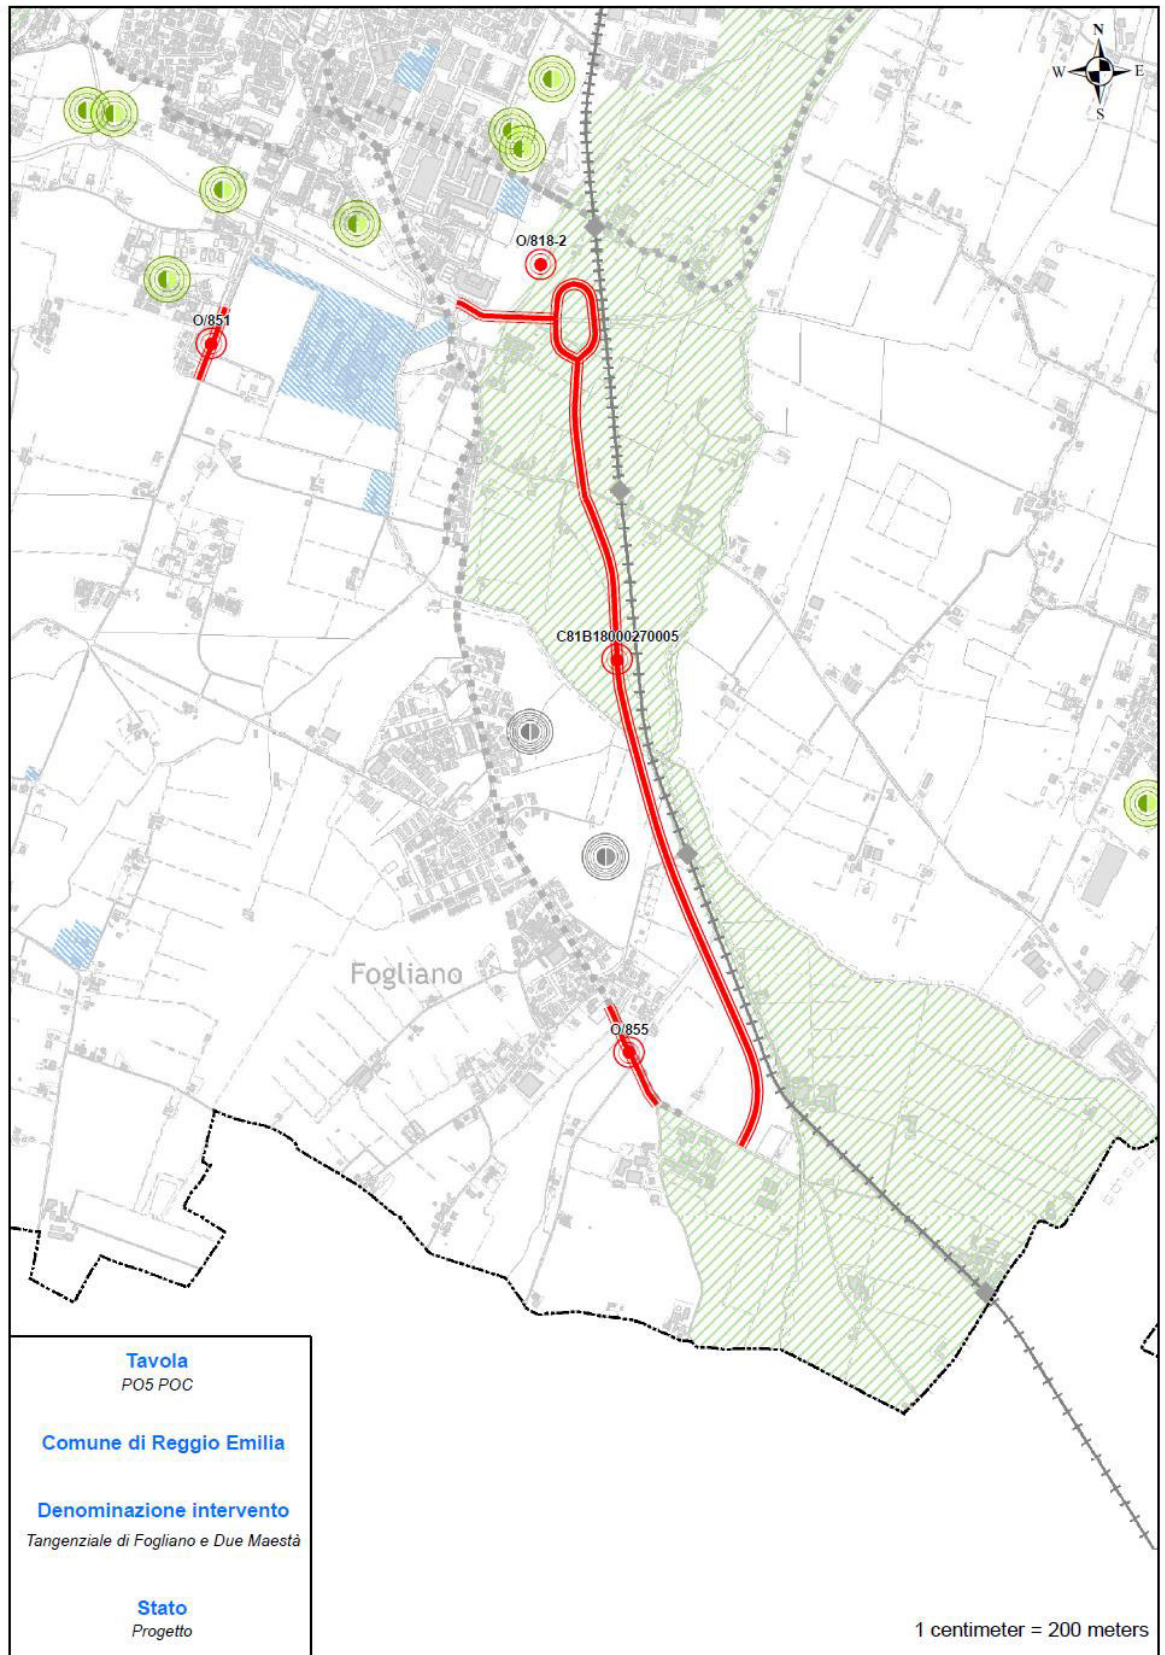 N
W
E
S
O/818-2
O/851
C81B18000270005
Fogliano
O/855
Tavola
PO5 POC
Comune di Reggio Emilia
Denominazione intervento
Tangenziale di Fogliano e Due Maestà
Stato
Progetto
1 centimeter = 200 meters